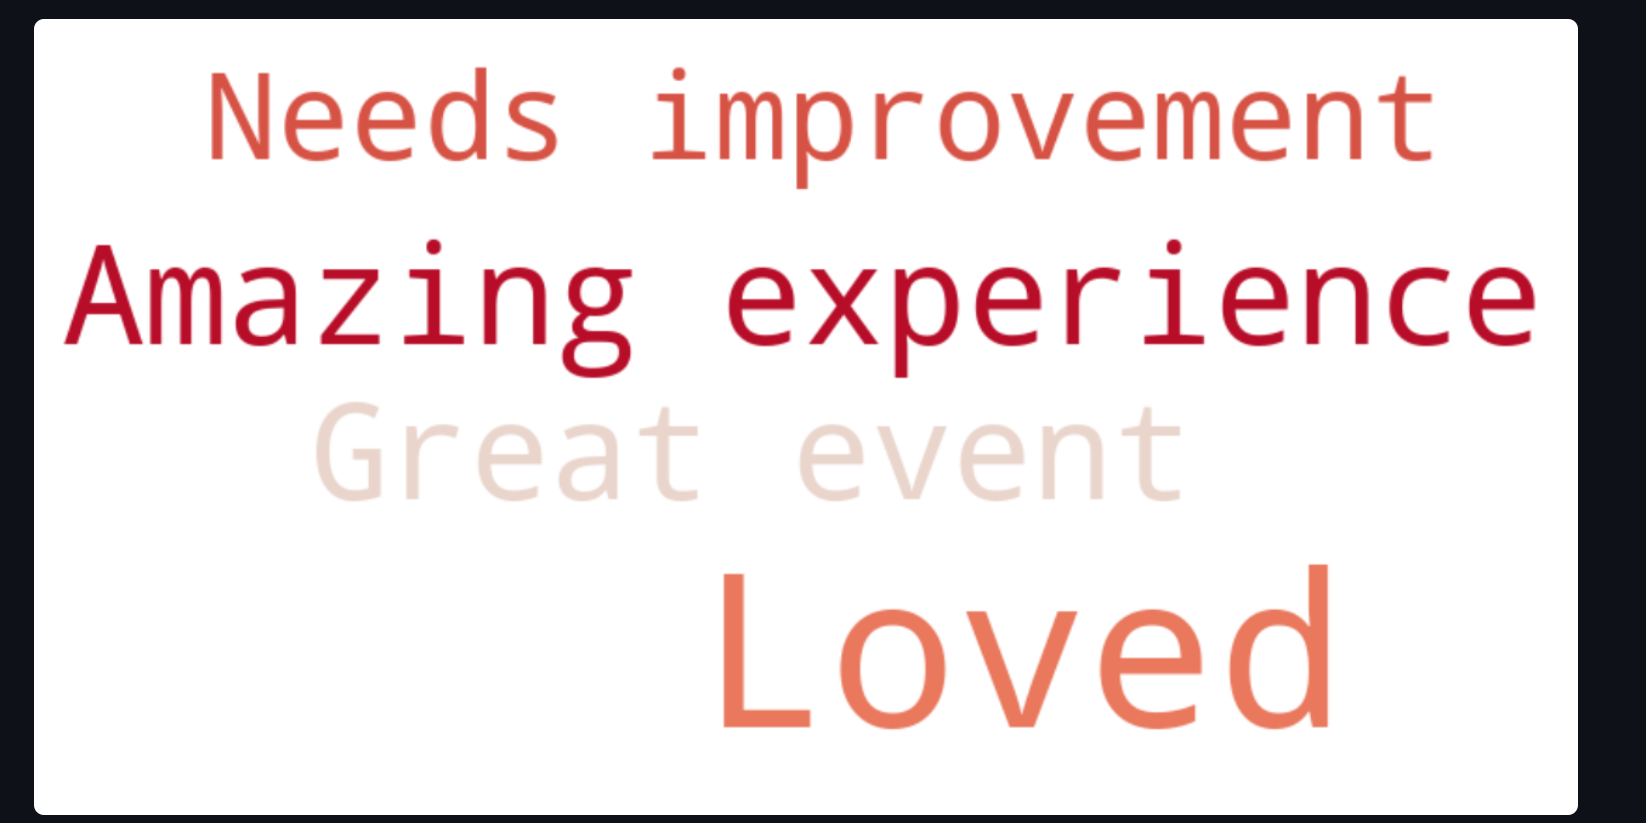 Needs improvement
Amazing experience
Great event
Loved